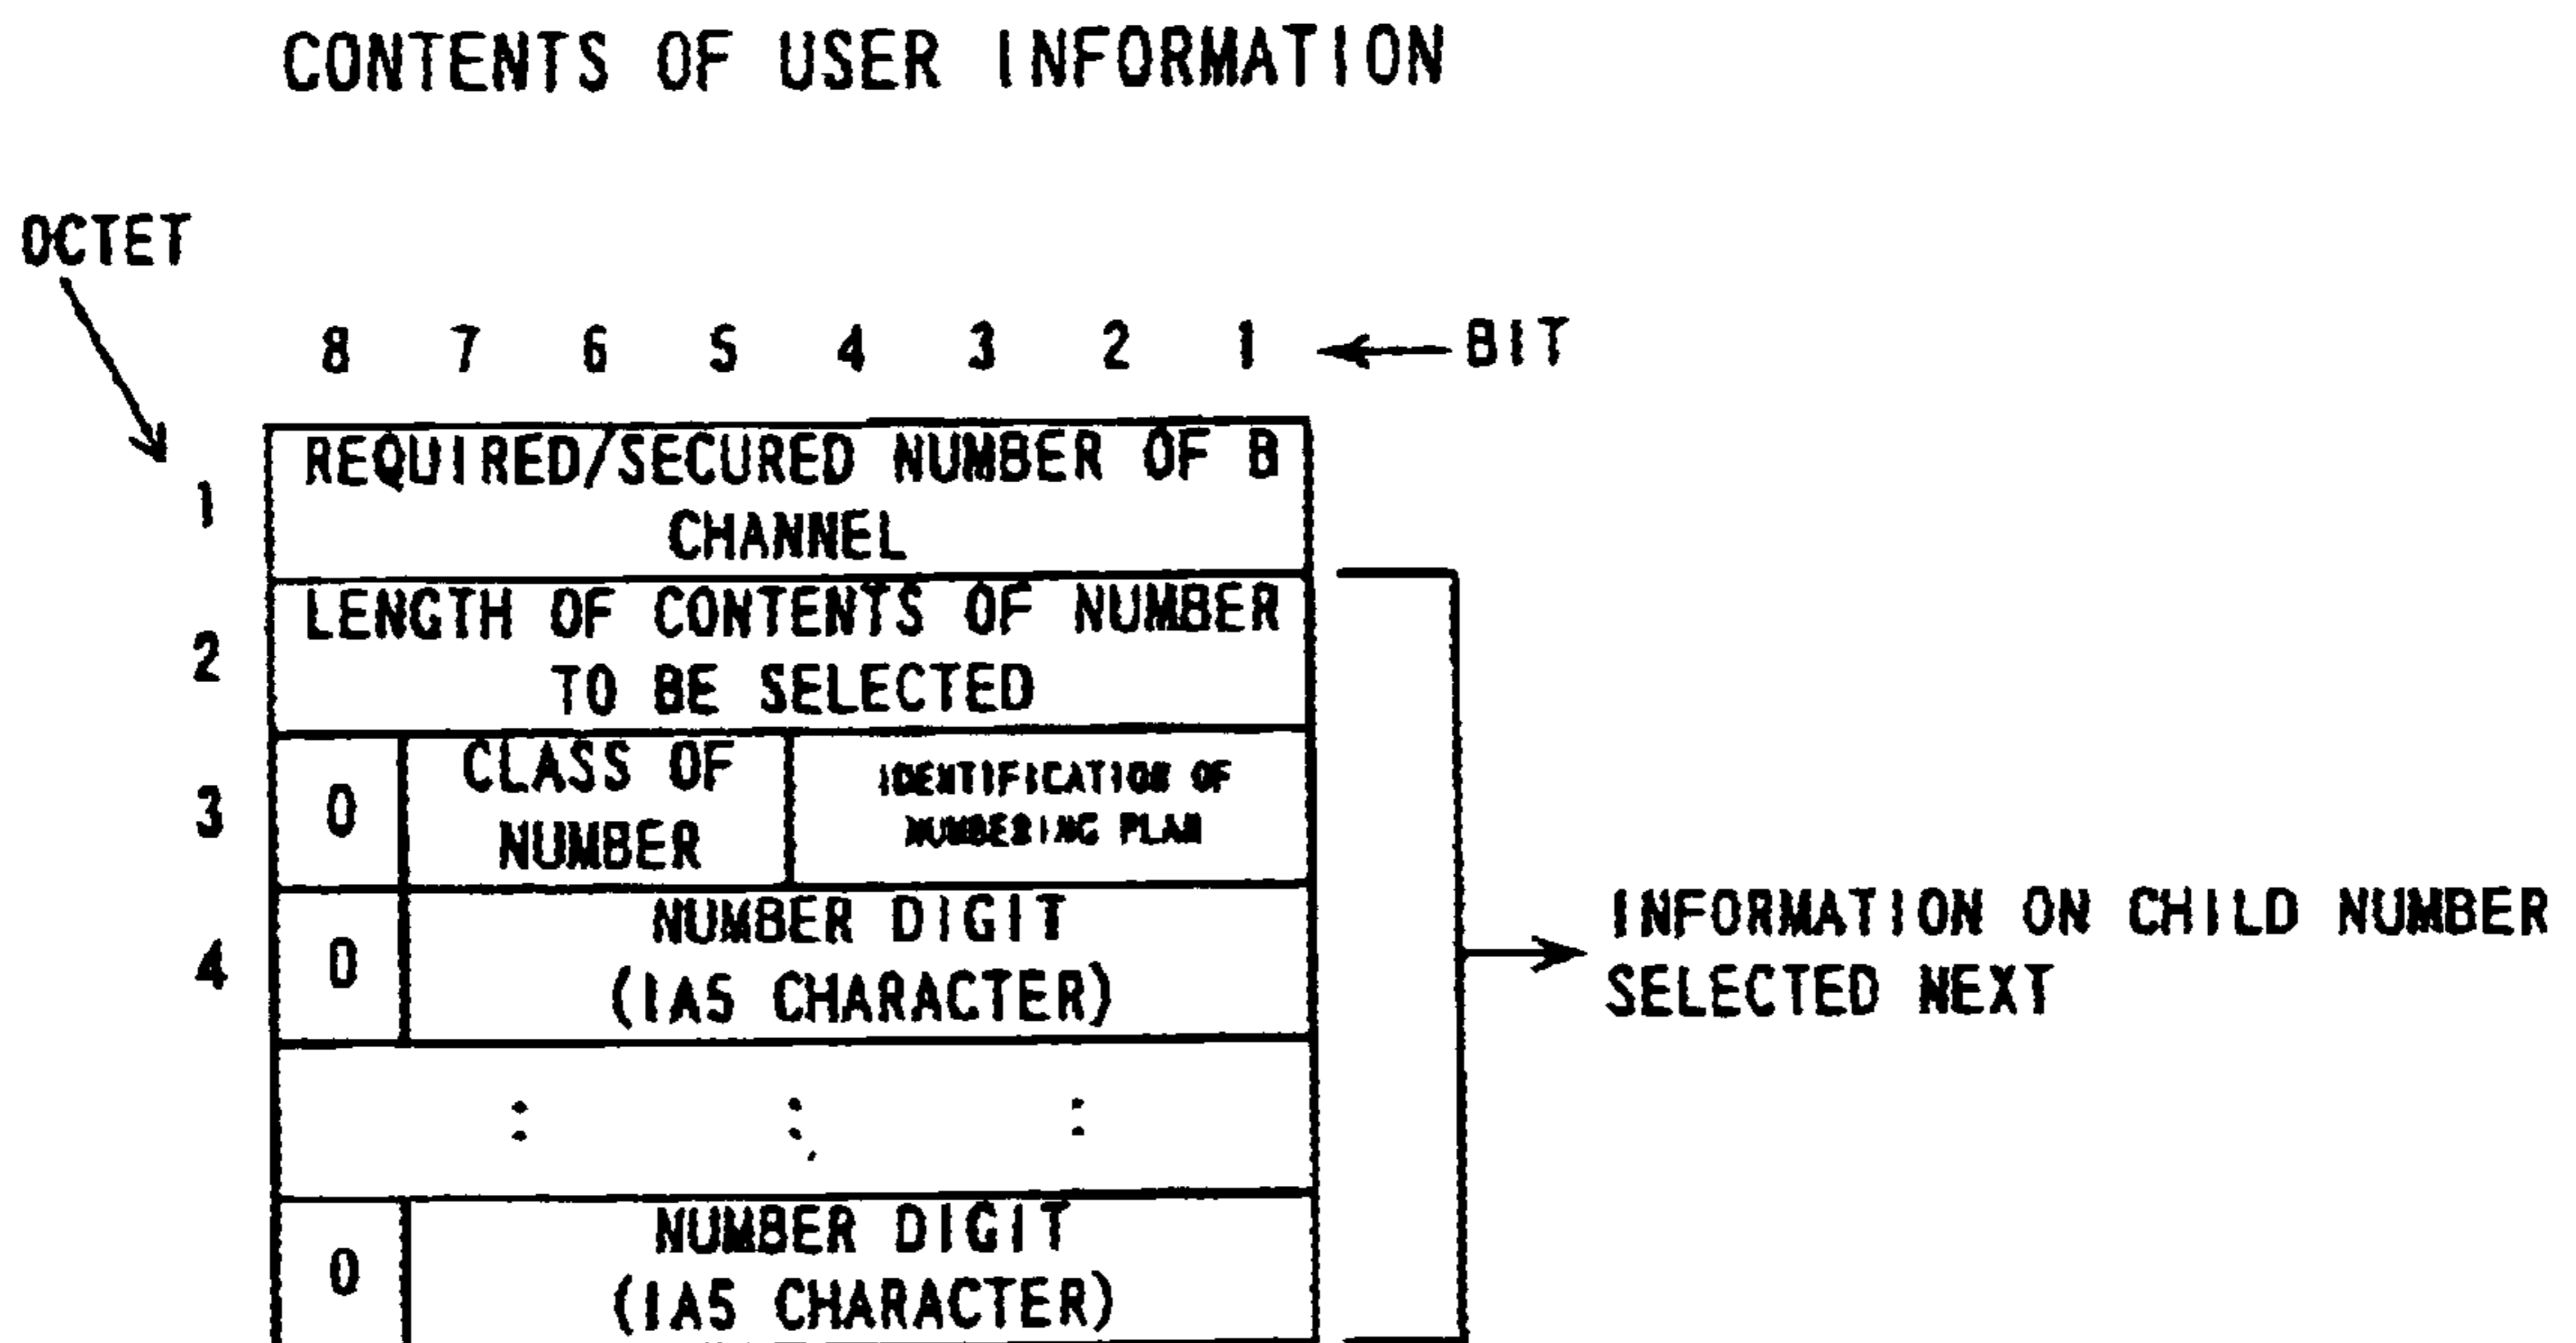 CONTENTS OF USER INFORMATION
OCTET
8 7 6 5 4 3 2 1 BIT
1
REQUIRED/SECURED NUMBER OF B
CHANNEL
2
LENGTH OF CONTENTS OF NUMBER
TO BE SELECTED
3
0
CLASS OF
NUMBER
IDENTIFICATION OF
NUMBERING PLAN
4
0
NUMBER DIGIT
(IA5 CHARACTER)
0
NUMBER DIGIT
(IA5 CHARACTER)
INFORMATION ON CHILD NUMBER
SELECTED NEXT